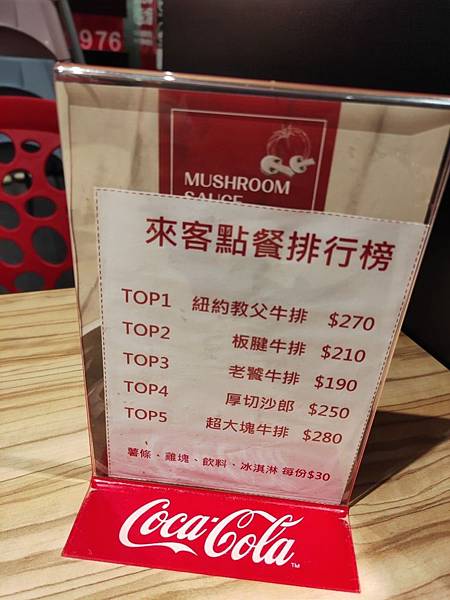 976
MUSHROOM
SAUCE
來客點餐排行榜
TOP1 紐約教父牛排 $270
TOP2 板腱牛排 $210
TOP3 老饕牛排 $190
TOP4 厚切沙郎 $250
TOP5 超大塊牛排 $280
薯條、雞塊、飲料、冰淇淋 每份$30
Coca-Cola
TM